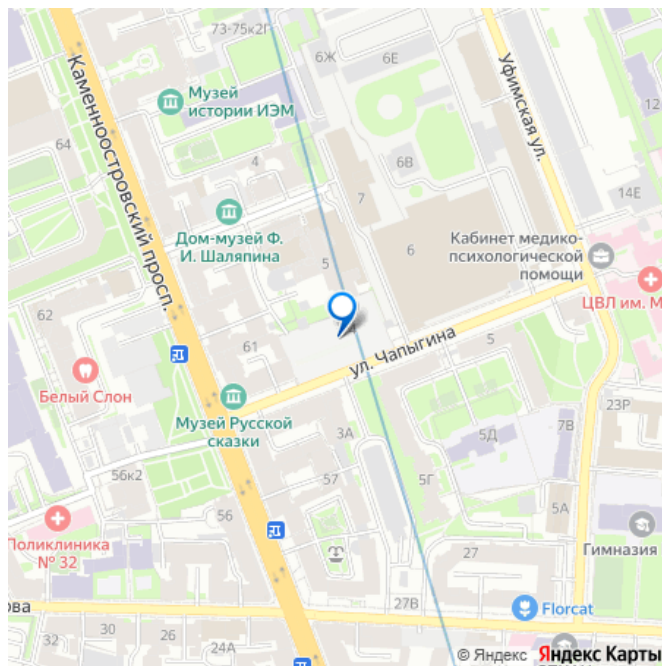 73-75к2Г
6Ж
6Е
Каменноостровский просп.
Уфимская ул.
Музей
истории ИЭМ
64
4
6В
7
14Е
Дом-музей Ф.
И. Шаляпина
Кабинет медико-
психологической
помощи
5
6
ЦВЛ им. М
62
61
ул. Чапыгина
5
Белый Слон
Музей Русской
сказки
3А
23Р
7В
5Д
56к2
57
5Г
5А
56
Поликлиника
№ 32
Гимназия
27
ова
27В
Florcat
32
30
26
24А
© Яндекс Яндекс Карты